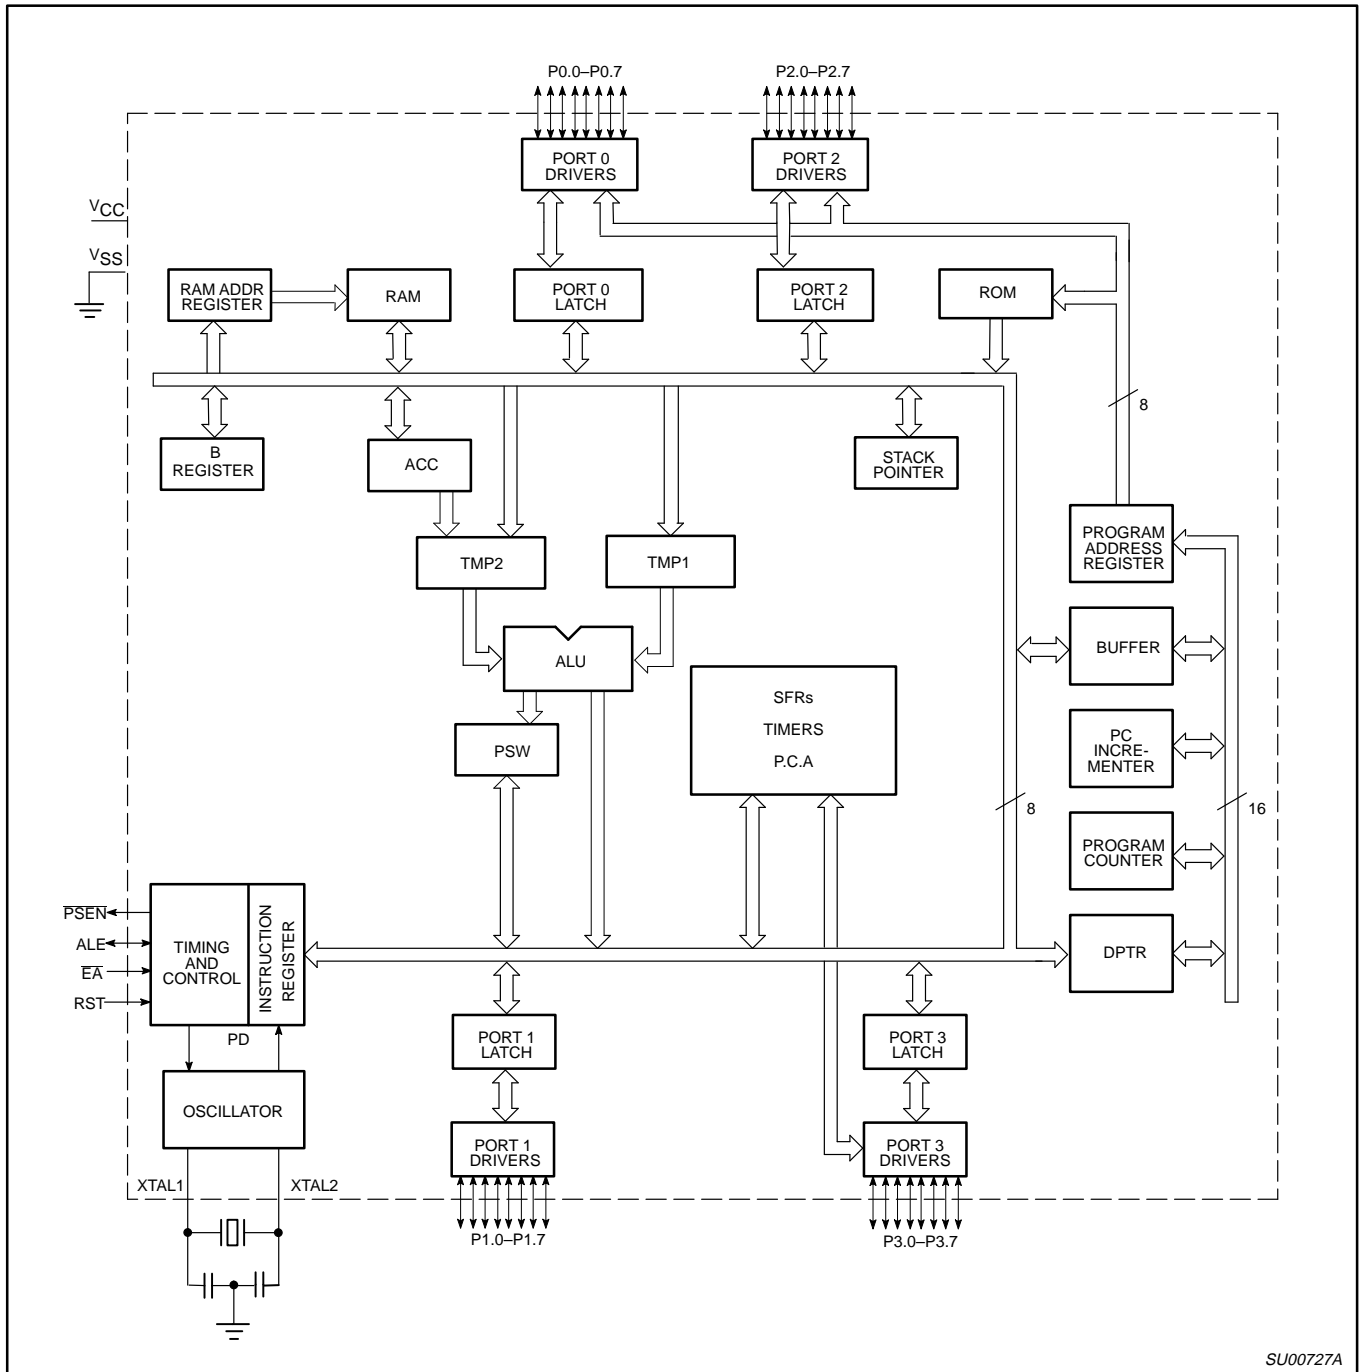 P0.0–P0.7
P2.0–P2.7
PORT 0
DRIVERS
PORT 2
DRIVERS
VCC
VSS
RAM ADDR
REGISTER
RAM
PORT 0
LATCH
PORT 2
LATCH
ROM
8
B
REGISTER
ACC
STACK
POINTER
PROGRAM
ADDRESS
REGISTER
TMP2
TMP1
BUFFER
ALU
SFRs
TIMERS
P.C.A
PSW
PC
INCRE-
MENTER
8
16
PROGRAM
COUNTER
PSEN
ALE
EA
RST
TIMING
AND
CONTROL
INSTRUCTION
REGISTER
DPTR
PD
PORT 1
LATCH
PORT 3
LATCH
OSCILLATOR
PORT 1
DRIVERS
PORT 3
DRIVERS
XTAL1
XTAL2
P1.0–P1.7
P3.0–P3.7
SU00727A